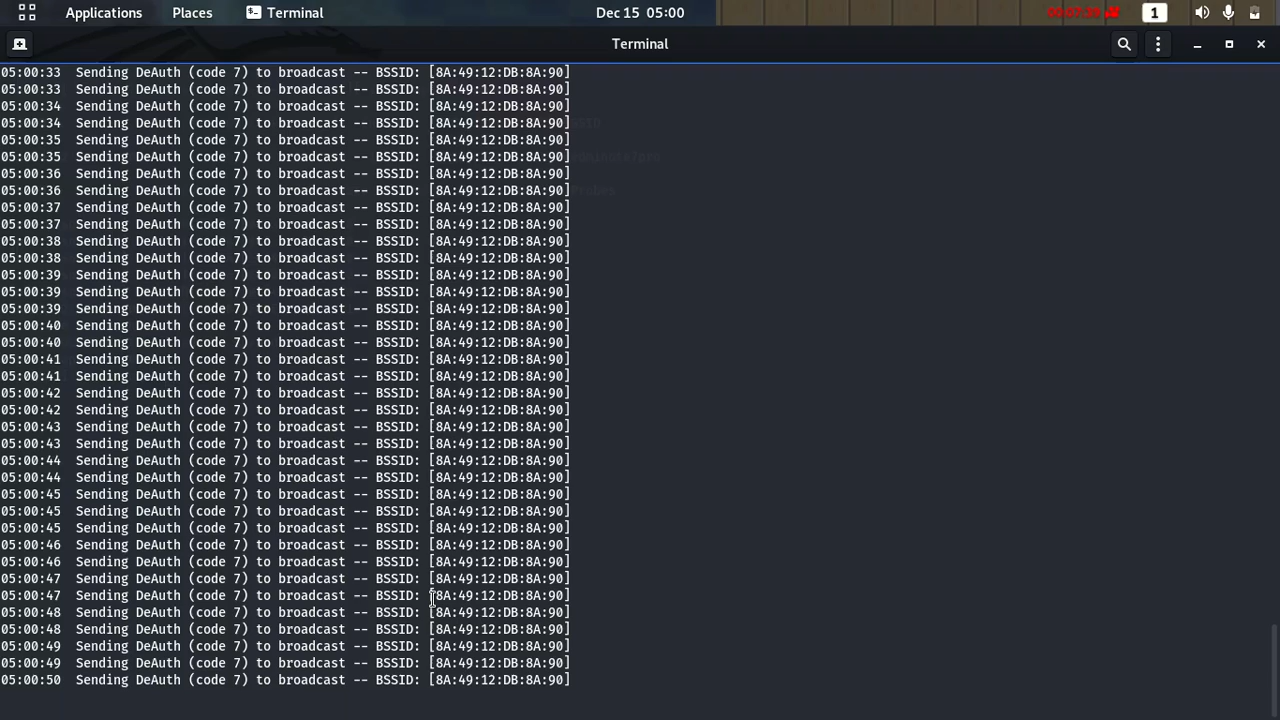 Applications Places Terminal Dec 15 05:00 00:07:39 1
Terminal
05:00:33 Sending DeAuth (code 7) to broadcast -- BSSID: [8A:49:12:DB:8A:90]
05:00:33 Sending DeAuth (code 7) to broadcast -- BSSID: [8A:49:12:DB:8A:90]
05:00:34 Sending DeAuth (code 7) to broadcast -- BSSID: [8A:49:12:DB:8A:90]
05:00:34 Sending DeAuth (code 7) to broadcast -- BSSID: [8A:49:12:DB:8A:90]
05:00:35 Sending DeAuth (code 7) to broadcast -- BSSID: [8A:49:12:DB:8A:90]
05:00:35 Sending DeAuth (code 7) to broadcast -- BSSID: [8A:49:12:DB:8A:90]
05:00:36 Sending DeAuth (code 7) to broadcast -- BSSID: [8A:49:12:DB:8A:90]
05:00:36 Sending DeAuth (code 7) to broadcast -- BSSID: [8A:49:12:DB:8A:90]
05:00:37 Sending DeAuth (code 7) to broadcast -- BSSID: [8A:49:12:DB:8A:90]
05:00:37 Sending DeAuth (code 7) to broadcast -- BSSID: [8A:49:12:DB:8A:90]
05:00:38 Sending DeAuth (code 7) to broadcast -- BSSID: [8A:49:12:DB:8A:90]
05:00:38 Sending DeAuth (code 7) to broadcast -- BSSID: [8A:49:12:DB:8A:90]
05:00:39 Sending DeAuth (code 7) to broadcast -- BSSID: [8A:49:12:DB:8A:90]
05:00:39 Sending DeAuth (code 7) to broadcast -- BSSID: [8A:49:12:DB:8A:90]
05:00:39 Sending DeAuth (code 7) to broadcast -- BSSID: [8A:49:12:DB:8A:90]
05:00:40 Sending DeAuth (code 7) to broadcast -- BSSID: [8A:49:12:DB:8A:90]
05:00:40 Sending DeAuth (code 7) to broadcast -- BSSID: [8A:49:12:DB:8A:90]
05:00:41 Sending DeAuth (code 7) to broadcast -- BSSID: [8A:49:12:DB:8A:90]
05:00:41 Sending DeAuth (code 7) to broadcast -- BSSID: [8A:49:12:DB:8A:90]
05:00:42 Sending DeAuth (code 7) to broadcast -- BSSID: [8A:49:12:DB:8A:90]
05:00:42 Sending DeAuth (code 7) to broadcast -- BSSID: [8A:49:12:DB:8A:90]
05:00:43 Sending DeAuth (code 7) to broadcast -- BSSID: [8A:49:12:DB:8A:90]
05:00:43 Sending DeAuth (code 7) to broadcast -- BSSID: [8A:49:12:DB:8A:90]
05:00:44 Sending DeAuth (code 7) to broadcast -- BSSID: [8A:49:12:DB:8A:90]
05:00:44 Sending DeAuth (code 7) to broadcast -- BSSID: [8A:49:12:DB:8A:90]
05:00:45 Sending DeAuth (code 7) to broadcast -- BSSID: [8A:49:12:DB:8A:90]
05:00:45 Sending DeAuth (code 7) to broadcast -- BSSID: [8A:49:12:DB:8A:90]
05:00:45 Sending DeAuth (code 7) to broadcast -- BSSID: [8A:49:12:DB:8A:90]
05:00:46 Sending DeAuth (code 7) to broadcast -- BSSID: [8A:49:12:DB:8A:90]
05:00:46 Sending DeAuth (code 7) to broadcast -- BSSID: [8A:49:12:DB:8A:90]
05:00:47 Sending DeAuth (code 7) to broadcast -- BSSID: [8A:49:12:DB:8A:90]
05:00:47 Sending DeAuth (code 7) to broadcast -- BSSID: [8A:49:12:DB:8A:90]
05:00:48 Sending DeAuth (code 7) to broadcast -- BSSID: [8A:49:12:DB:8A:90]
05:00:48 Sending DeAuth (code 7) to broadcast -- BSSID: [8A:49:12:DB:8A:90]
05:00:49 Sending DeAuth (code 7) to broadcast -- BSSID: [8A:49:12:DB:8A:90]
05:00:49 Sending DeAuth (code 7) to broadcast -- BSSID: [8A:49:12:DB:8A:90]
05:00:50 Sending DeAuth (code 7) to broadcast -- BSSID: [8A:49:12:DB:8A:90]